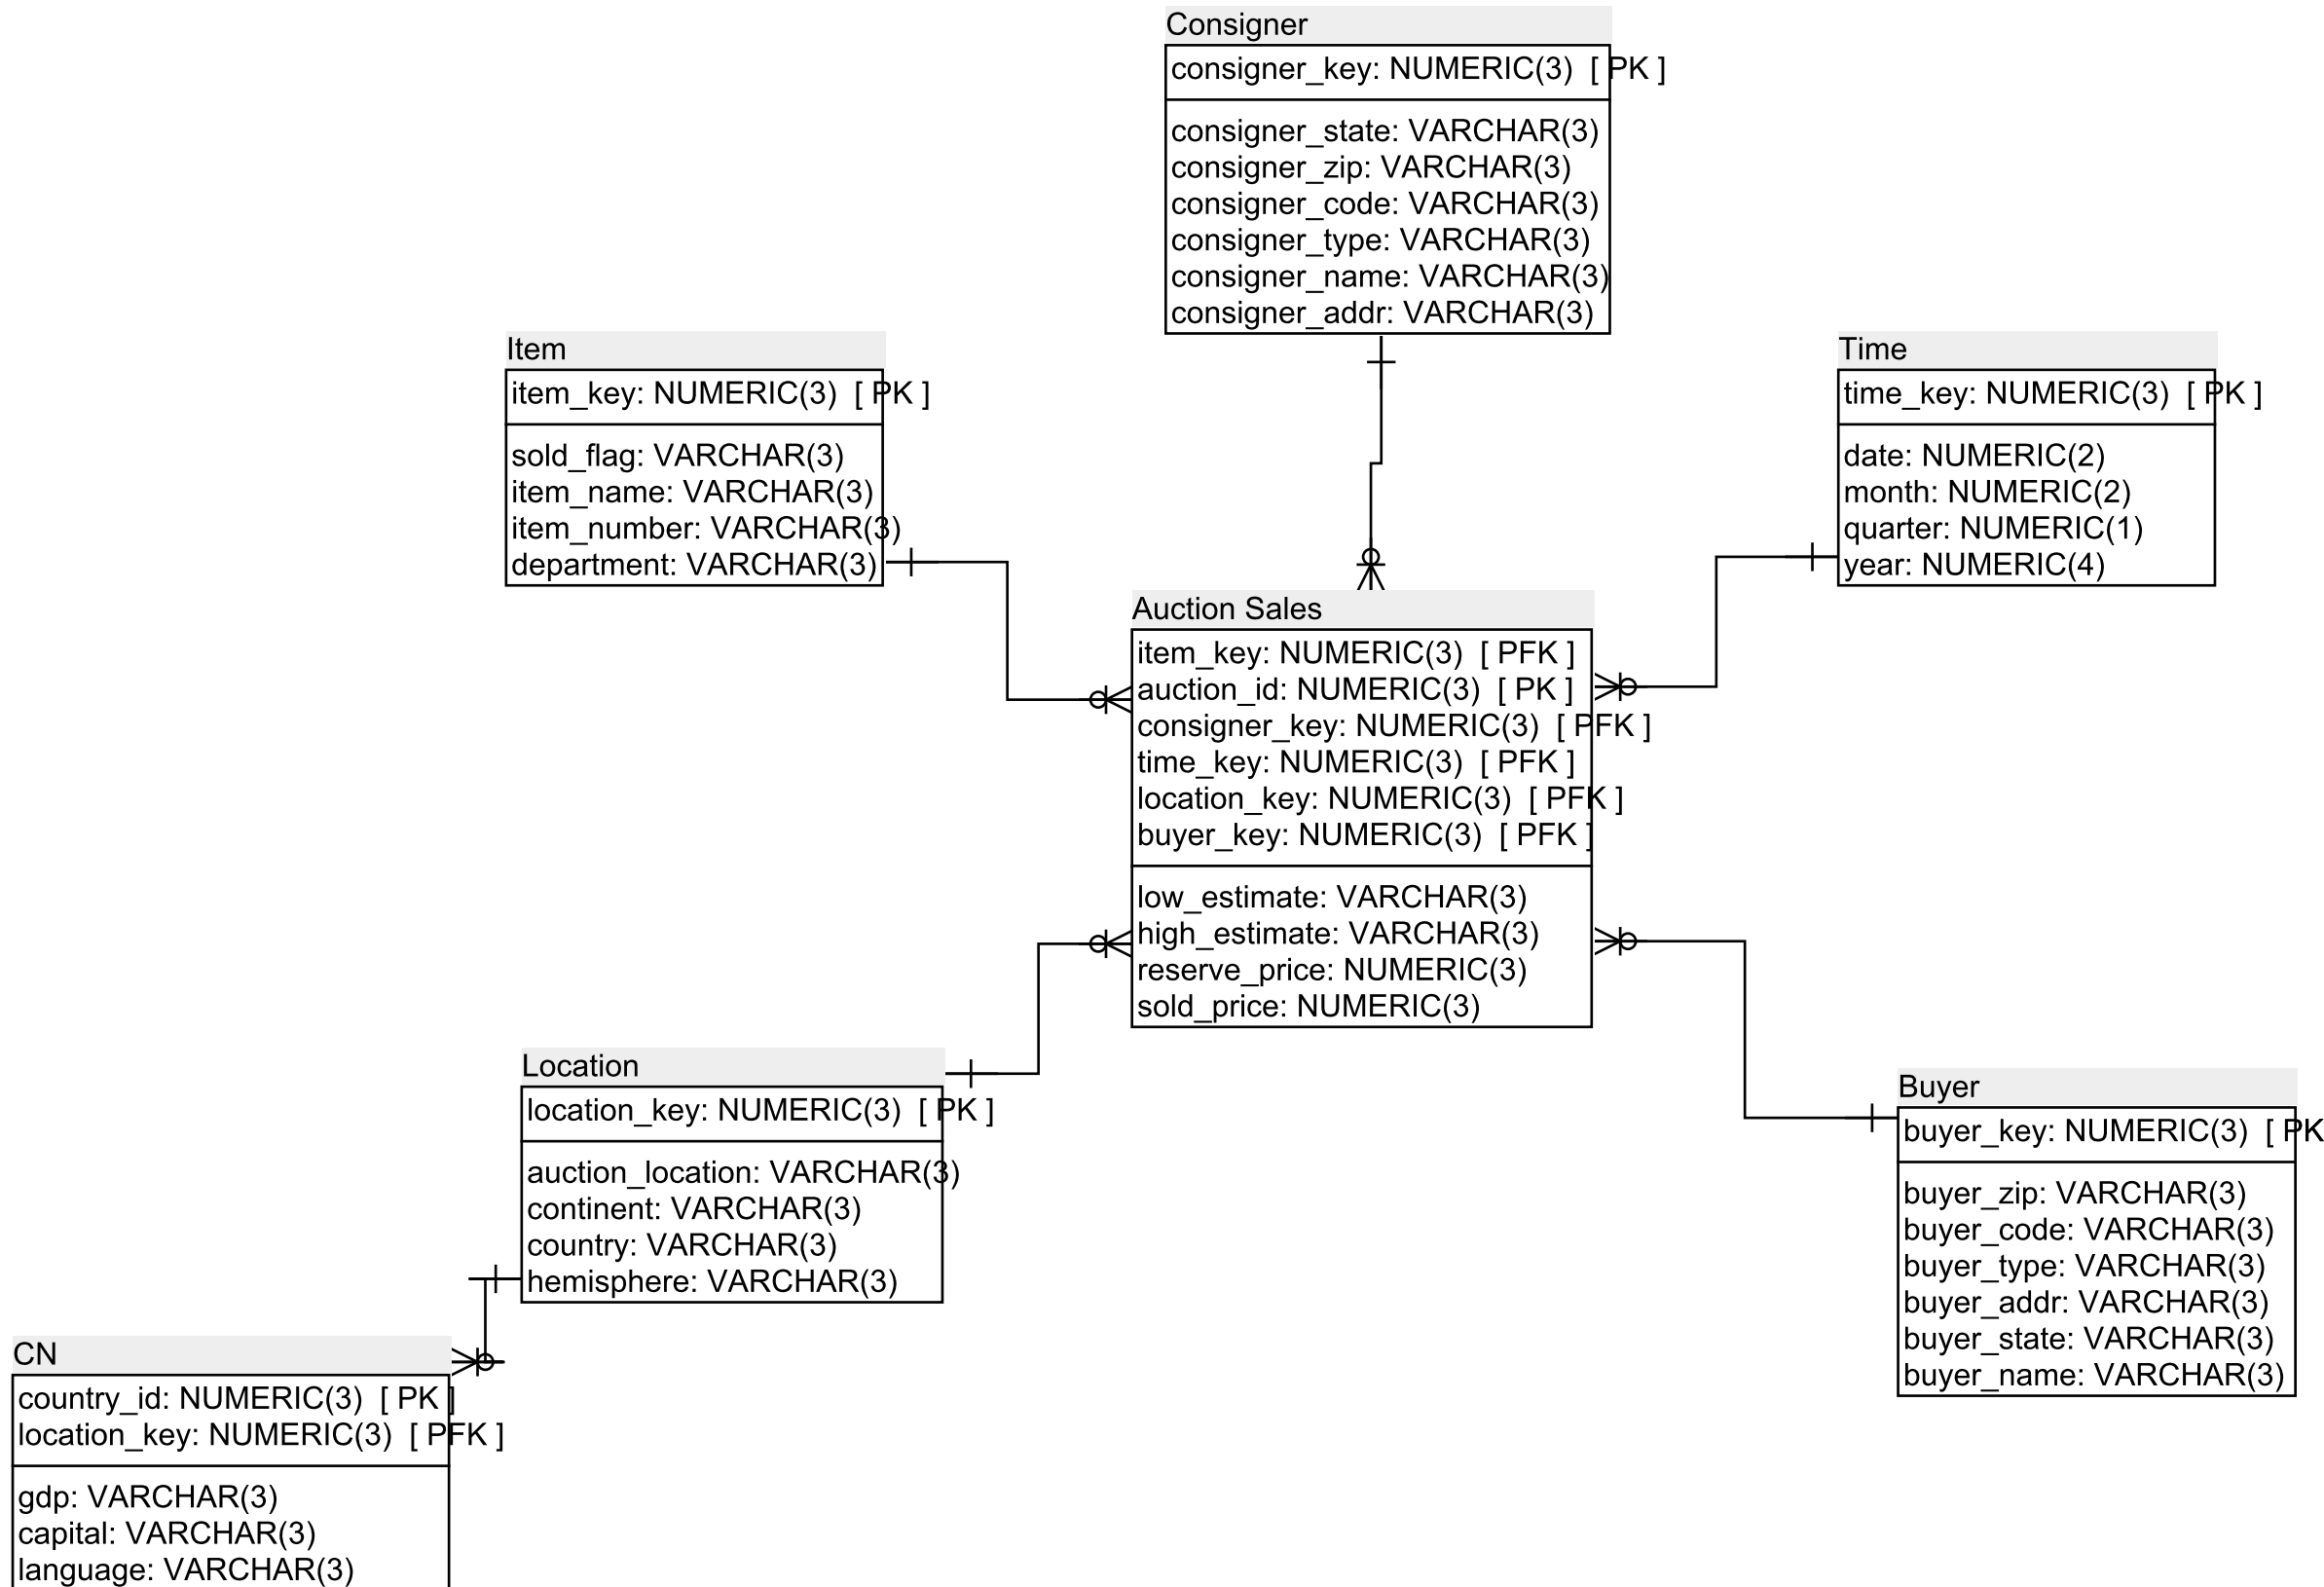 Consigner
consigner_key: NUMERIC(3) [ PK ]
consigner_state: VARCHAR(3)
consigner_zip: VARCHAR(3)
consigner_code: VARCHAR(3)
consigner_type: VARCHAR(3)
consigner_name: VARCHAR(3)
consigner_addr: VARCHAR(3)
Item
item_key: NUMERIC(3) [ PK ]
sold_flag: VARCHAR(3)
item_name: VARCHAR(3)
item_number: VARCHAR(3)
department: VARCHAR(3)
Time
time_key: NUMERIC(3) [ PK ]
date: NUMERIC(2)
month: NUMERIC(2)
quarter: NUMERIC(1)
year: NUMERIC(4)
Auction Sales
item_key: NUMERIC(3) [ PFK ]
auction_id: NUMERIC(3) [ PK ]
consigner_key: NUMERIC(3) [ PFK ]
time_key: NUMERIC(3) [ PFK ]
location_key: NUMERIC(3) [ PFK ]
buyer_key: NUMERIC(3) [ PFK ]
low_estimate: VARCHAR(3)
high_estimate: VARCHAR(3)
reserve_price: NUMERIC(3)
sold_price: NUMERIC(3)
Location
location_key: NUMERIC(3) [ PK ]
auction_location: VARCHAR(3)
continent: VARCHAR(3)
country: VARCHAR(3)
hemisphere: VARCHAR(3)
Buyer
buyer_key: NUMERIC(3) [ PK
buyer_zip: VARCHAR(3)
buyer_code: VARCHAR(3)
buyer_type: VARCHAR(3)
buyer_addr: VARCHAR(3)
buyer_state: VARCHAR(3)
buyer_name: VARCHAR(3)
CN
country_id: NUMERIC(3) [ PK ]
location_key: NUMERIC(3) [ PFK ]
gdp: VARCHAR(3)
capital: VARCHAR(3)
language: VARCHAR(3)